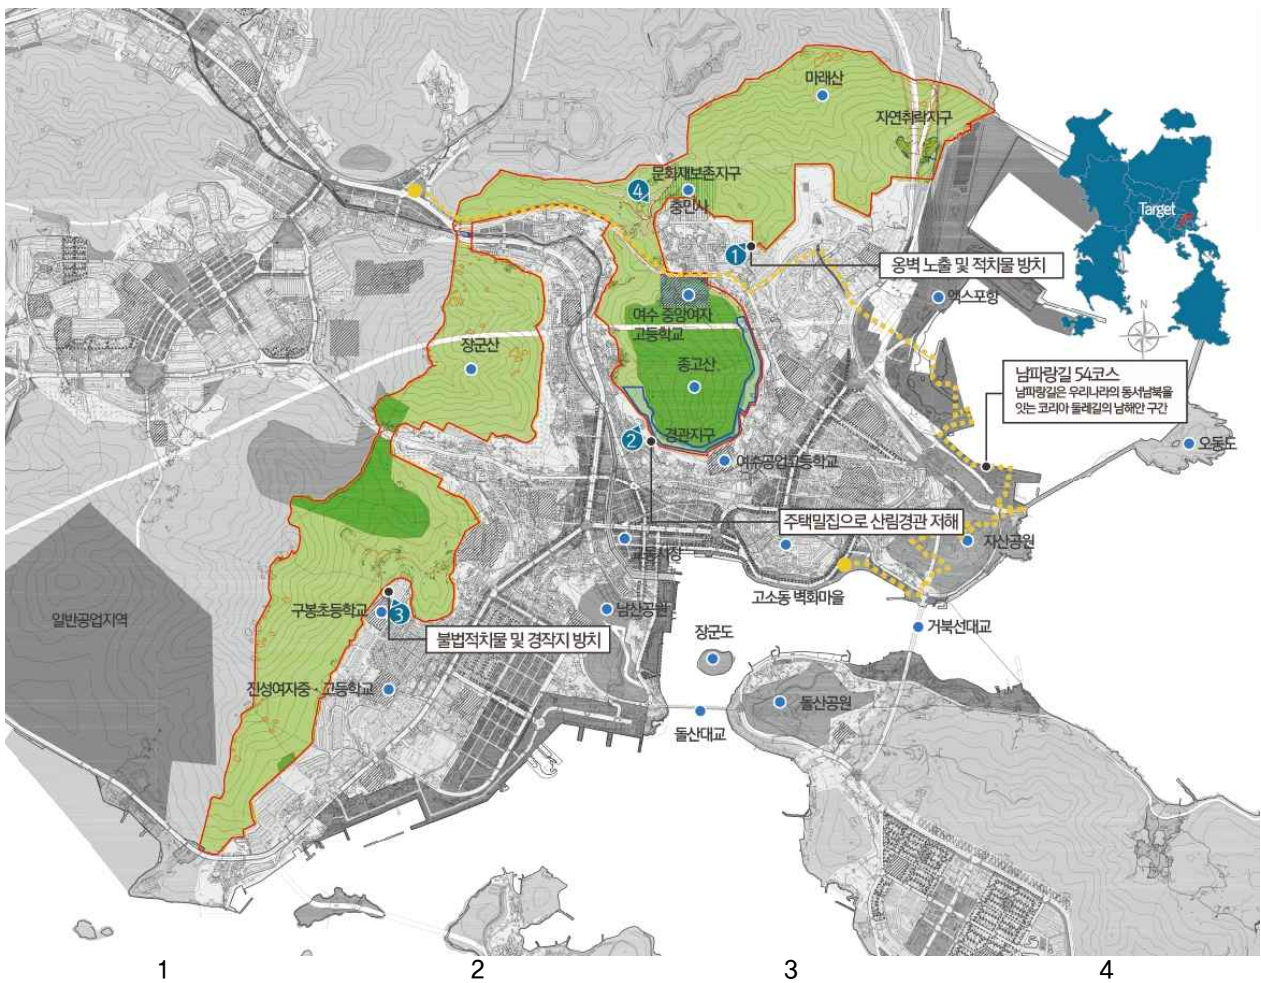 마래산
자연취락지구
문화재보존지구
4
충민사
Target
1
옹벽 노출 및 적치물 방치
엑스포항
N
여수 중앙여자
고등학교
장군산
종고산
남파랑길 54코스
남파랑길은 우리나라의 동서남북을
잇는 코리아 둘레길의 남해안 구간
경관지구
2
여수공업고등학교
오동도
주택밀집으로 산림경관 저해
자산공원
고소동 벽화마을
일반공업지역
구봉초등학교
3
남산공원
거북선대교
불법적치물 및 경작지 방치
장군도
진성여자중·고등학교
돌산공원
돌산대교
1
2
3
4